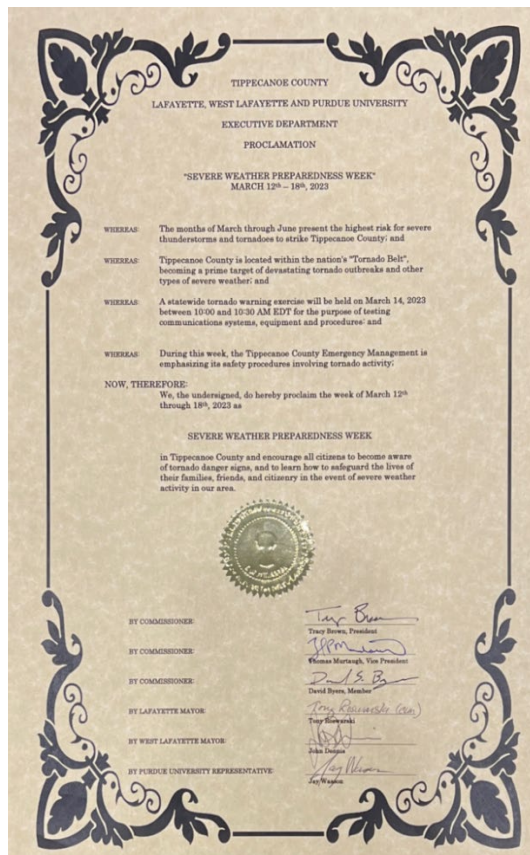 TIPPECANOE COUNTY
LAFAYETTE, WEST LAFAYETTE AND PURDUE UNIVERSITY
EXECUTIVE DEPARTMENT
PROCLAMATION
"SEVERE WEATHER PREPAREDNESS WEEK"
MARCH 12th – 18th, 2023
WHEREAS: The months of March through June present the highest risk for severe
thunderstorms and tornadoes to strike Tippecanoe County; and
WHEREAS: Tippecanoe County is located within the nation's "Tornado Belt",
becoming a prime target of devastating tornado outbreaks and other
types of severe weather; and
WHEREAS: A statewide tornado warning exercise will be held on March 14, 2023
between 10:00 and 10:30 AM EDT for the purpose of testing
communications systems, equipment and procedures; and
WHEREAS: During this week, the Tippecanoe County Emergency Management is
emphasizing its safety procedures involving tornado activity;
NOW, THEREFORE:
We, the undersigned, do hereby proclaim the week of March 12th
through 18th, 2023 as
SEVERE WEATHER PREPAREDNESS WEEK
in Tippecanoe County and encourage all citizens to become aware
of tornado danger signs, and to learn how to safeguard the lives of
their families, friends, and citizenry in the event of severe weather
activity in our area.
BY COMMISSIONER:
Tracy Brown, President
BY COMMISSIONER:
Thomas Murtaugh, Vice President
BY COMMISSIONER:
David Byers, Member
BY LAFAYETTE MAYOR: Tony Roswarski
Tony Roswarski
BY WEST LAFAYETTE MAYOR:
John Dennis
BY PURDUE UNIVERSITY REPRESENTATIVE: Jay Wasson
Jay Wasson